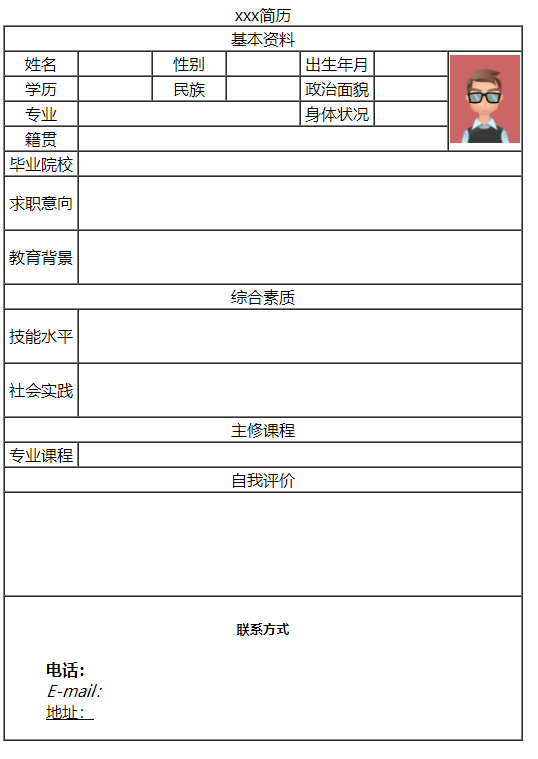 xxx简历
基本资料
姓名 性别 出生年月
学历 民族 政治面貌
专业 身体状况
籍贯
毕业院校
求职意向
教育背景
综合素质
技能水平
社会实践
主修课程
专业课程
自我评价
联系方式
电话：
E-mail：
地址：